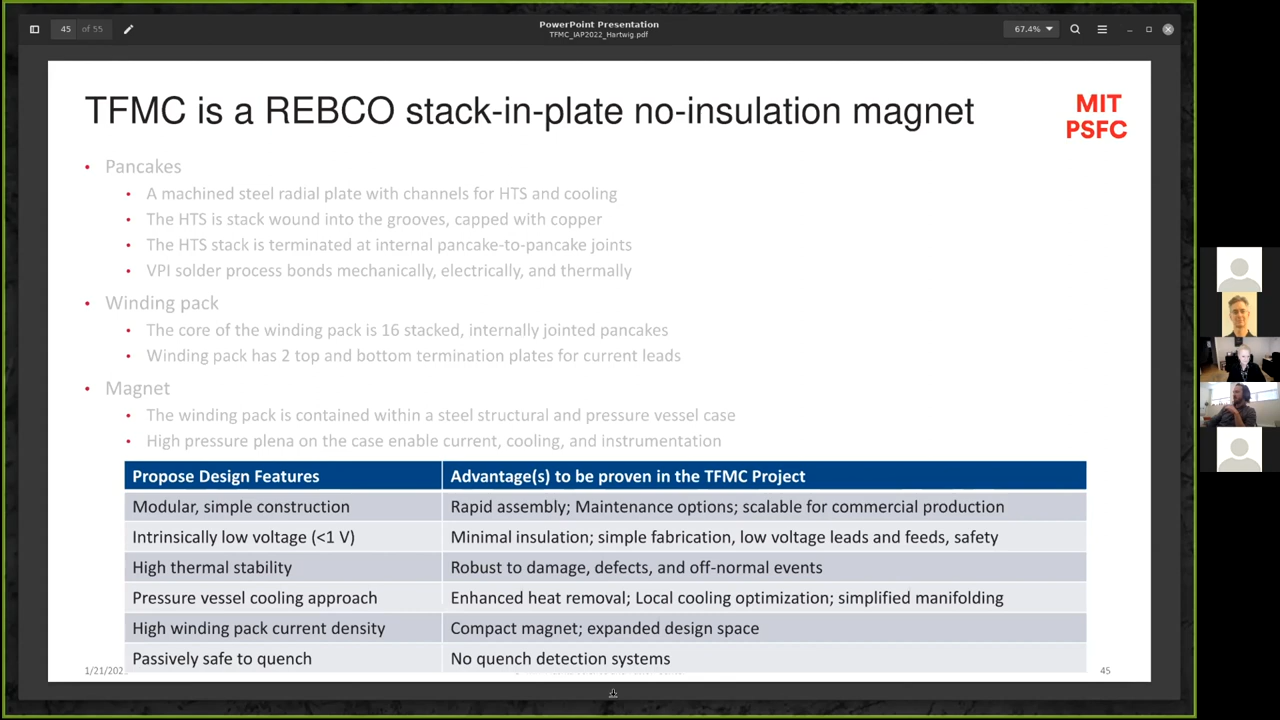 45 of 55
PowerPoint Presentation
TFMC_IAP2022_Hartwig.pdf
67.4%
TFMC is a REBCO stack-in-plate no-insulation magnet
MIT
PSFC
• Pancakes
• A machined steel radial plate with channels for HTS and cooling
• The HTS is stack wound into the grooves, capped with copper
• The HTS stack is terminated at internal pancake-to-pancake joints
• VPI solder process bonds mechanically, electrically, and thermally
• Winding pack
• The core of the winding pack is 16 stacked, internally jointed pancakes
• Winding pack has 2 top and bottom termination plates for current leads
• Magnet
• The winding pack is contained within a steel structural and pressure vessel case
• High pressure plena on the case enable current, cooling, and instrumentation
Propose Design Features Advantage(s) to be proven in the TFMC Project
Modular, simple construction Rapid assembly; Maintenance options; scalable for commercial production
Intrinsically low voltage (<1 V) Minimal insulation; simple fabrication, low voltage leads and feeds, safety
High thermal stability Robust to damage, defects, and off-normal events
Pressure vessel cooling approach Enhanced heat removal; Local cooling optimization; simplified manifolding
High winding pack current density Compact magnet; expanded design space
Passively safe to quench No quench detection systems
1/21/202 45